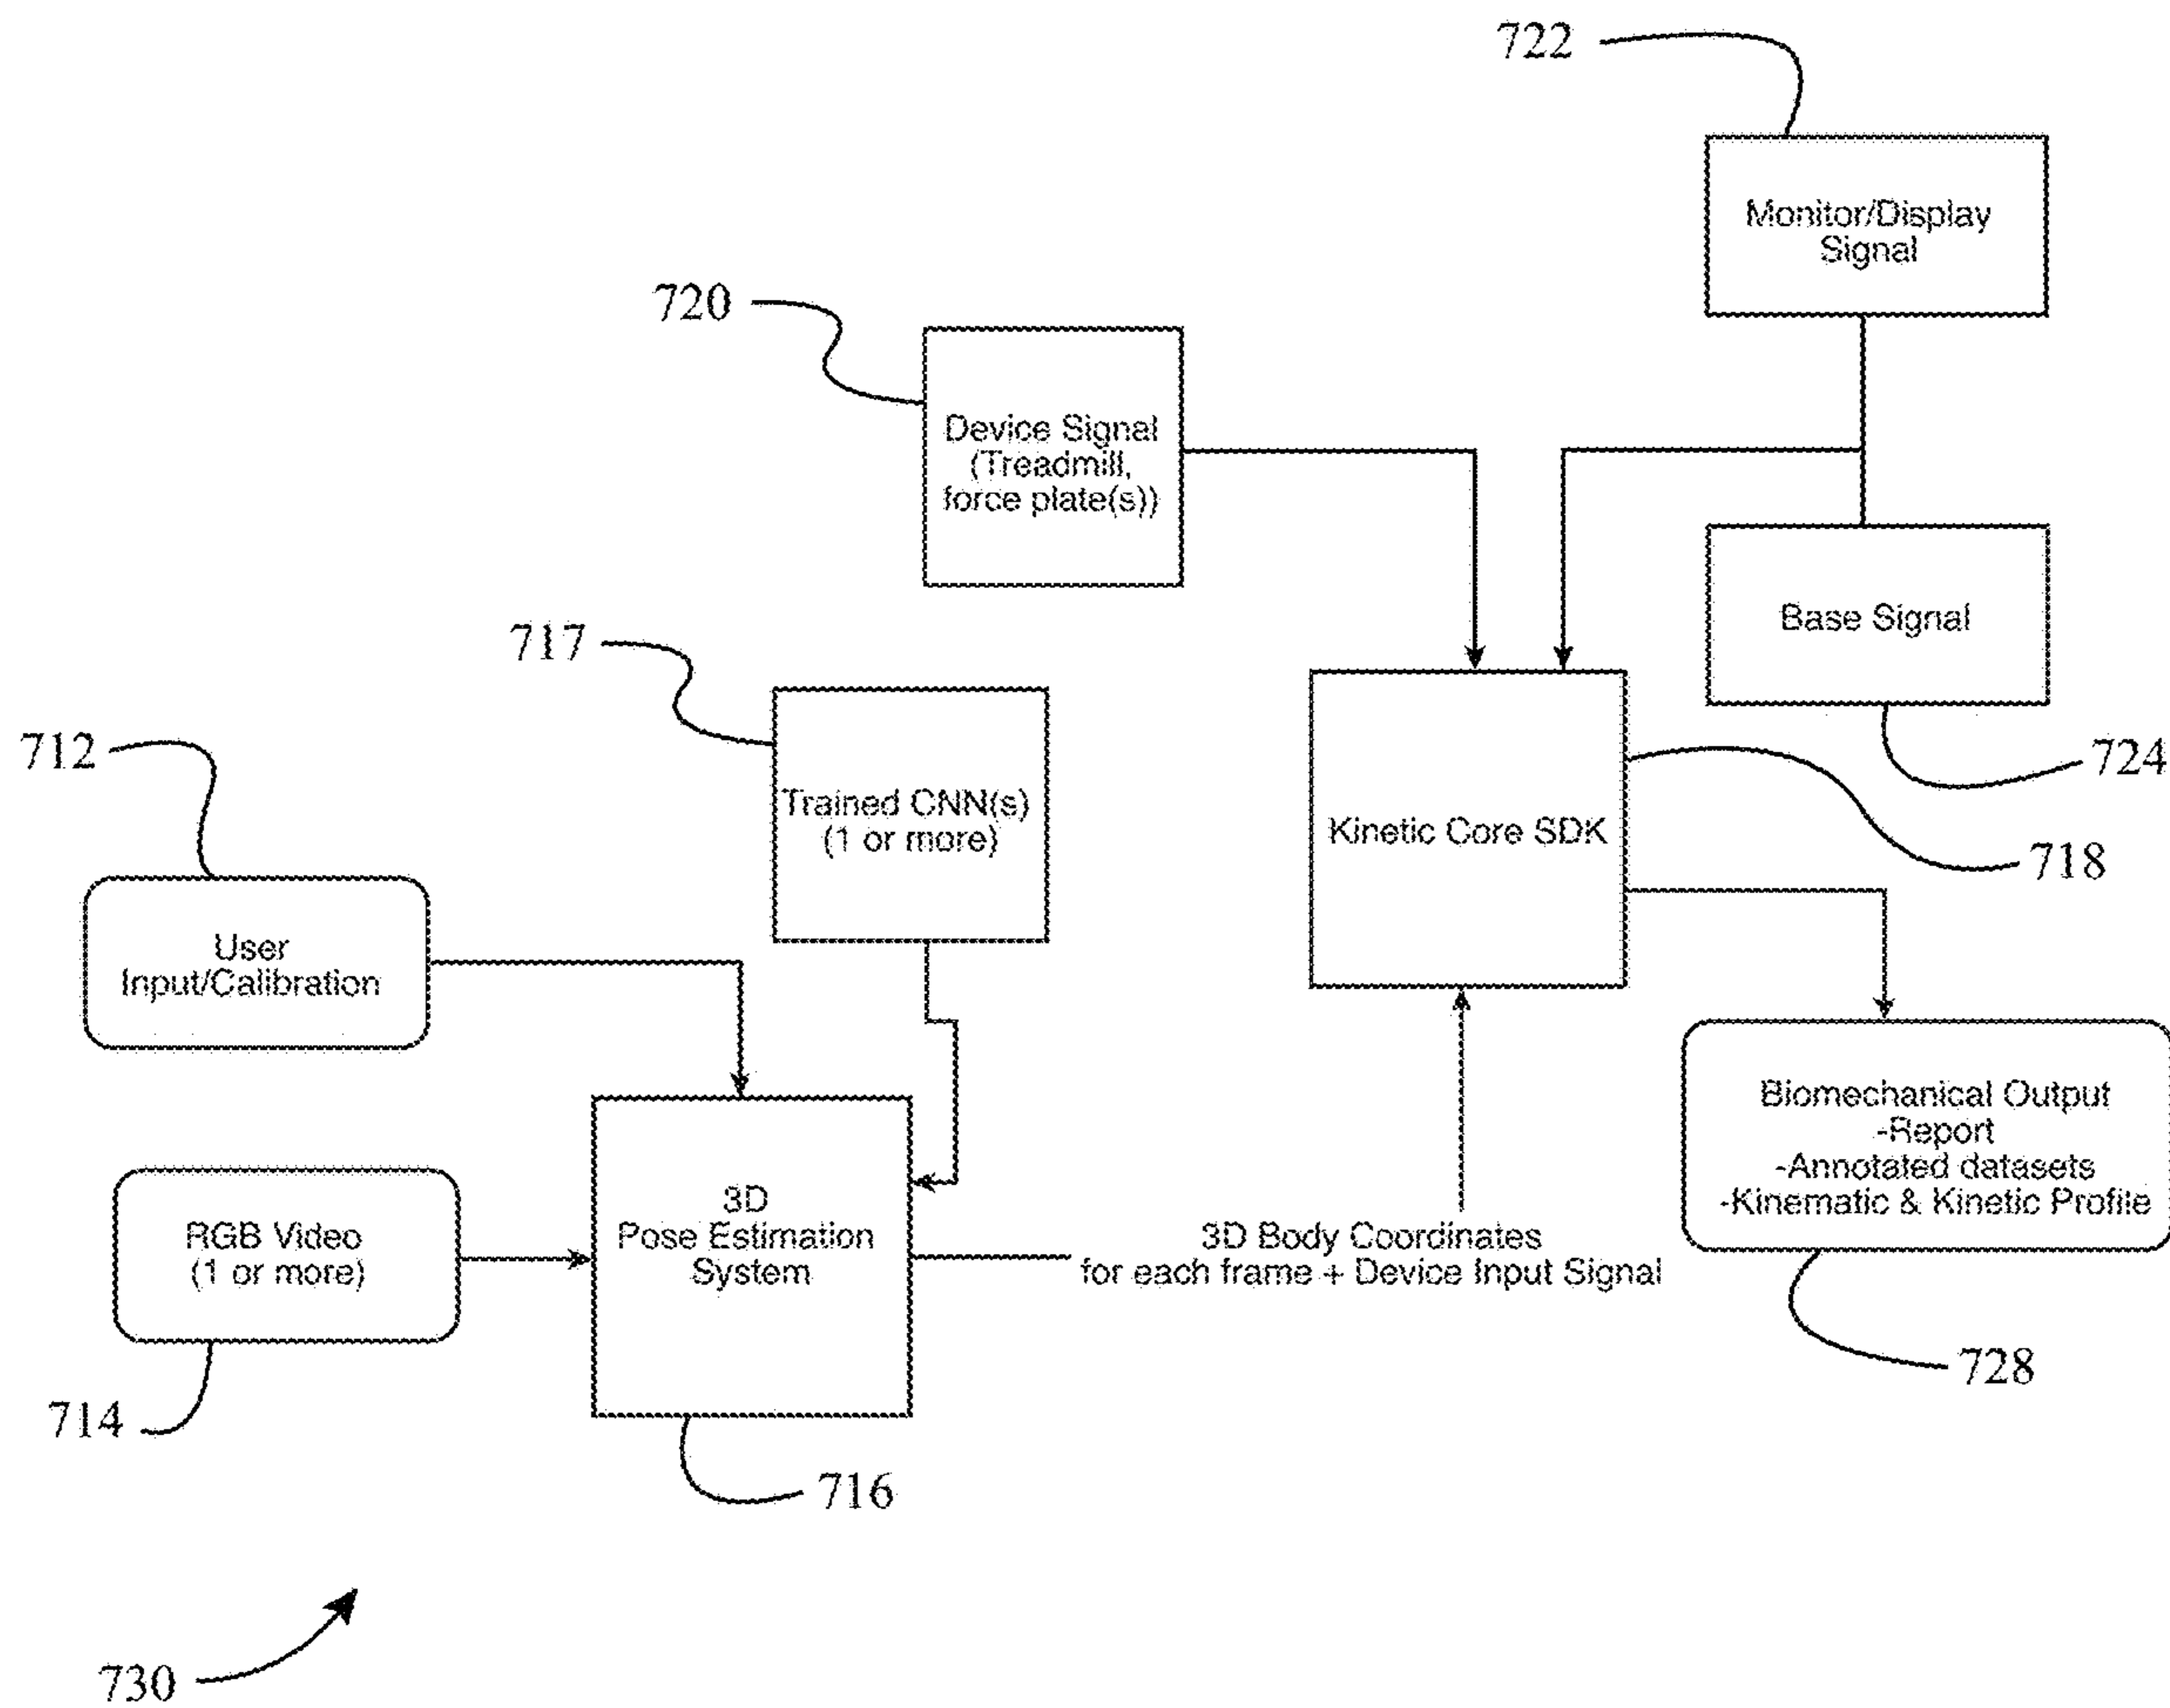 722
Monitor/Display
Signal
720
Device Signal
(Treadmill,
force plate(s))
717
Base Signal
712
724
Trained CNN(s)
(1 or more)
Kinetic Core SDK
718
User
Input/Calibration
Biomechanical Output
-Report
-Annotated datasets
-Kinematic & Kinetic Profile
3D
Pose Estimation
System
RGB Video
(1 or more)
3D Body Coordinates
for each frame + Device Input Signal
728
714
716
730